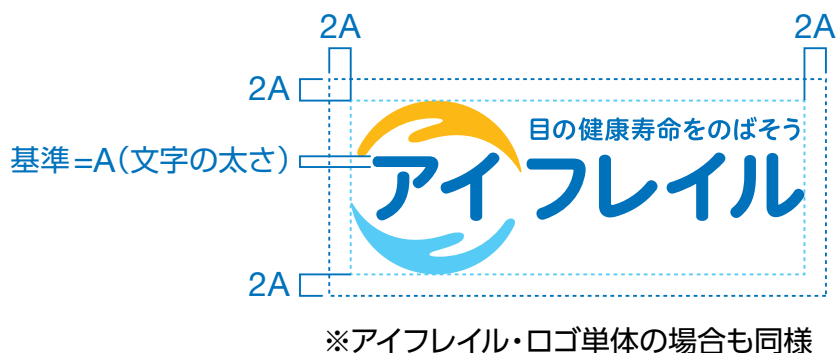 2A 2A
2A
目の健康寿命をのばそう
基準=A(文字の太さ)
アイフレイル
2A
※アイフレイル・ロゴ単体の場合も同様